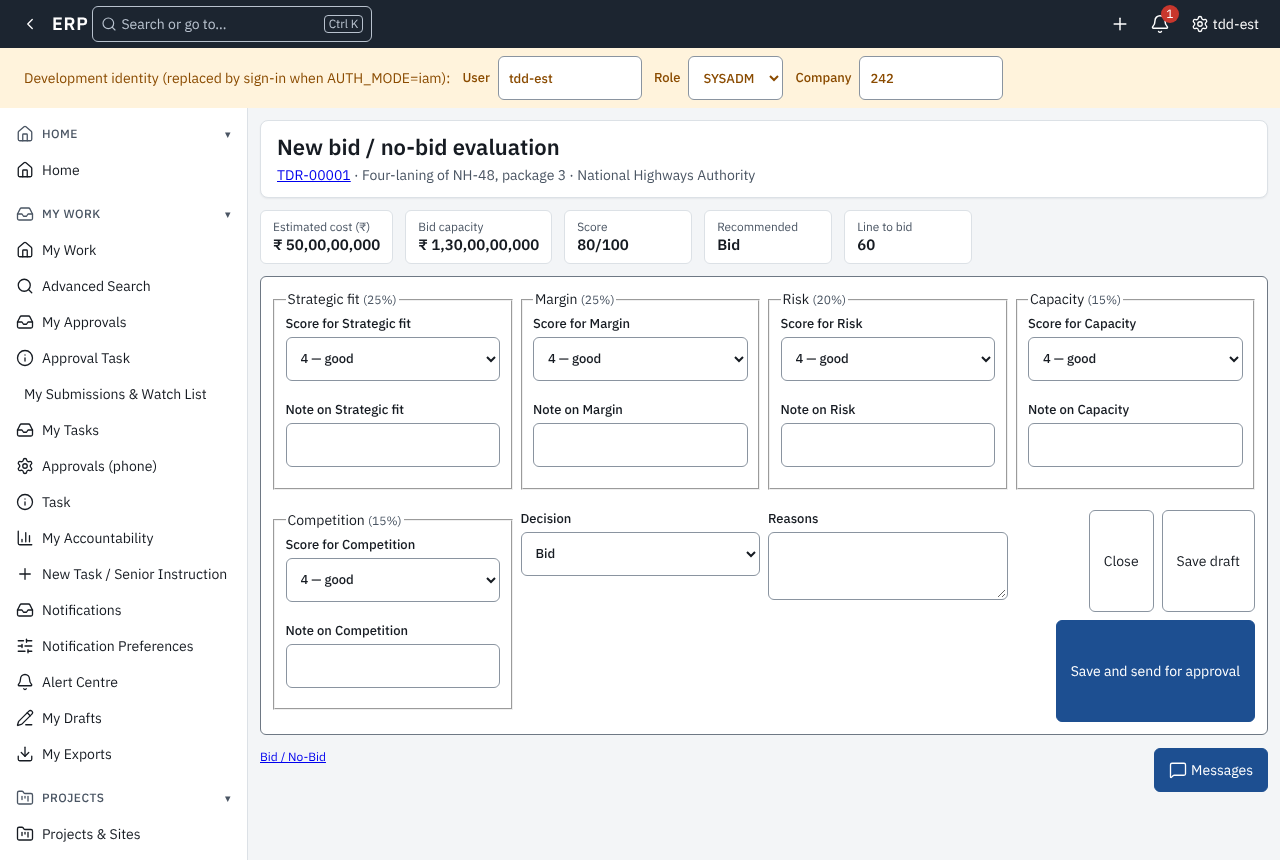 ERP
Search or go to…
Ctrl K
1
tdd-est
Development identity (replaced by sign-in when AUTH_MODE=iam):
User
tdd-est
Role
SYSADM
Company
242
HOME
Home
MY WORK
My Work
Advanced Search
My Approvals
Approval Task
My Submissions & Watch List
My Tasks
Approvals (phone)
Task
My Accountability
New Task / Senior Instruction
Notifications
Notification Preferences
Alert Centre
My Drafts
My Exports
PROJECTS
Projects & Sites
New bid / no-bid evaluation
TDR-00001 · Four-laning of NH-48, package 3 · National Highways Authority
Estimated cost (₹)
₹ 50,00,00,000
Bid capacity
₹ 1,30,00,00,000
Score
80/100
Recommended
Bid
Line to bid
60
Strategic fit (25%)
Score for Strategic fit
4 — good
Note on Strategic fit
Margin (25%)
Score for Margin
4 — good
Note on Margin
Risk (20%)
Score for Risk
4 — good
Note on Risk
Capacity (15%)
Score for Capacity
4 — good
Note on Capacity
Competition (15%)
Score for Competition
4 — good
Note on Competition
Decision
Bid
Reasons
Close
Save draft
Save and send for approval
Bid / No-Bid
Messages